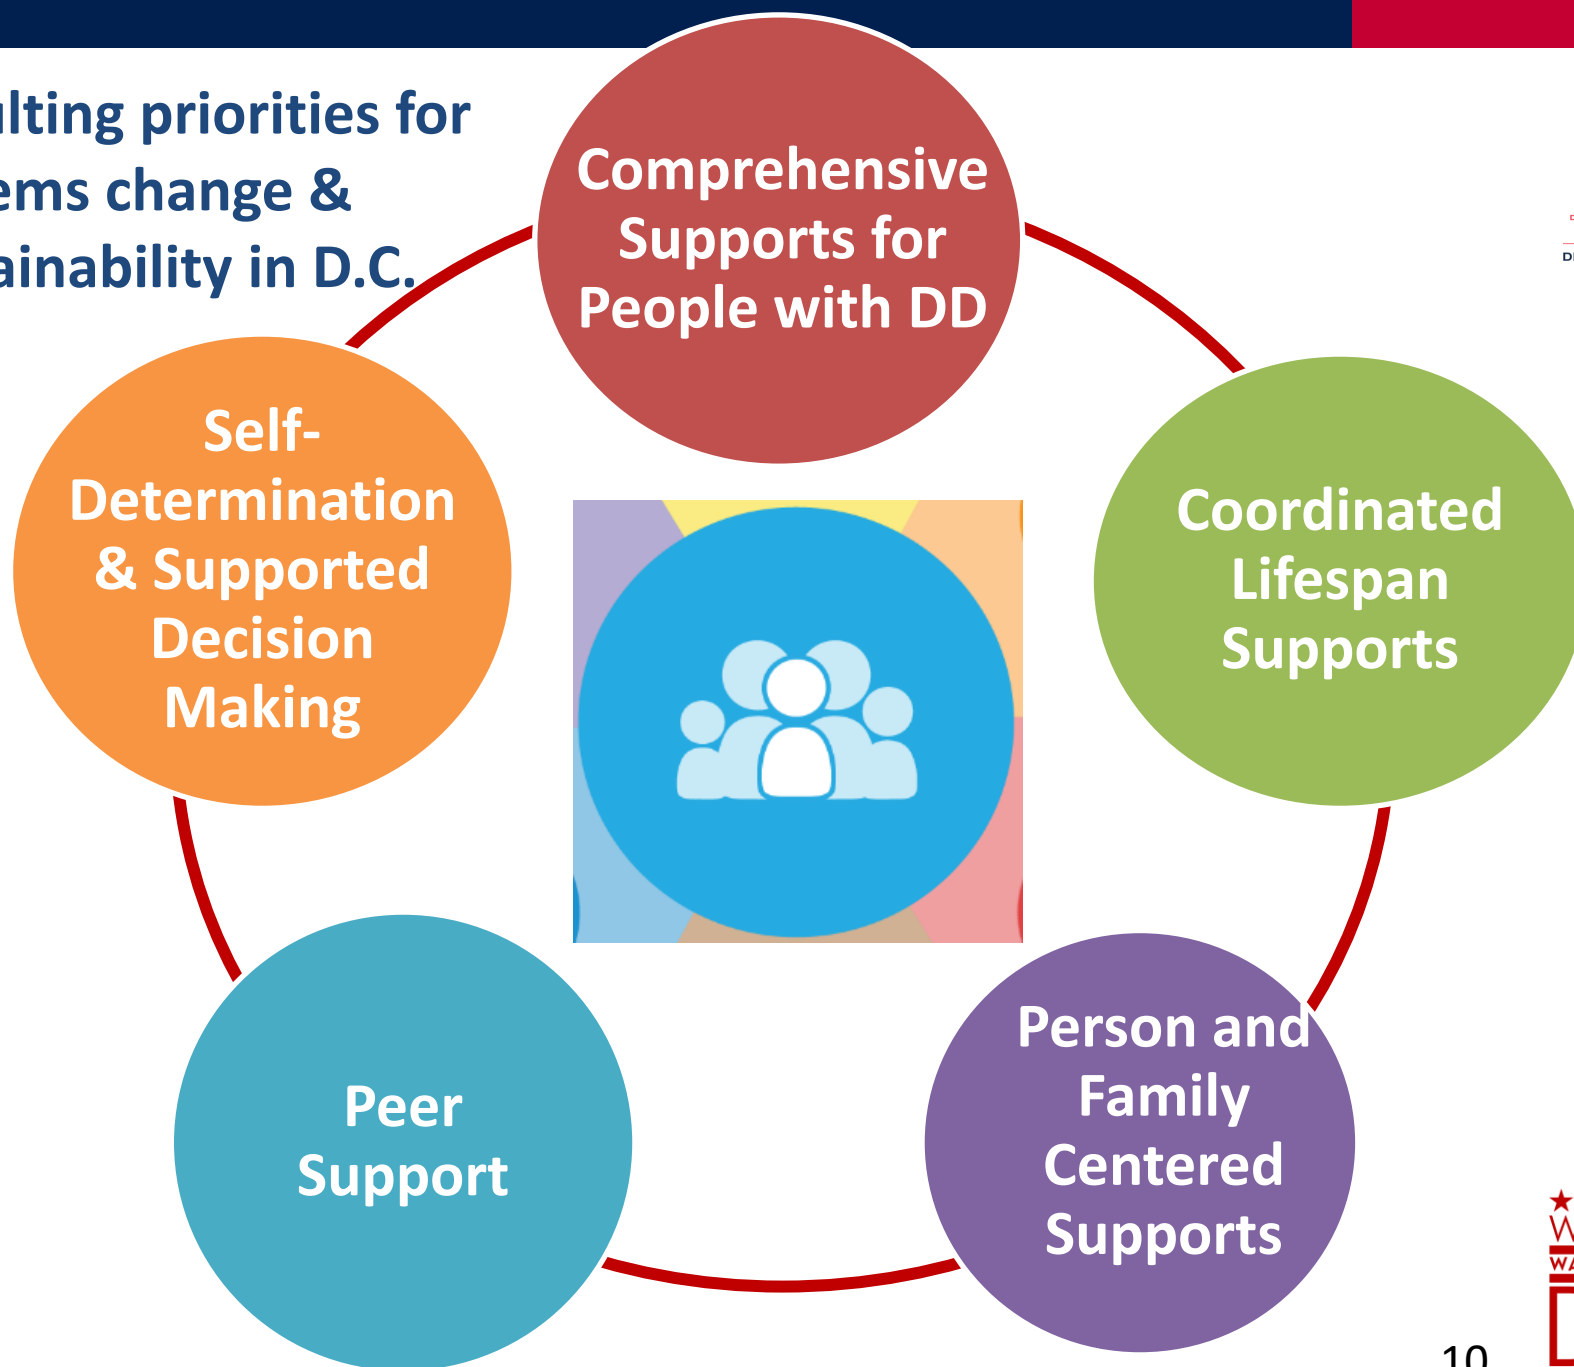 ulting priorities for
ems change &
ainability in D.C.
Comprehensive
Supports for
People with DD
Self-
Determination
& Supported
Decision
Making
Coordinated
Lifespan
Supports
Person and
Family
Centered
Supports
Peer
Support
10